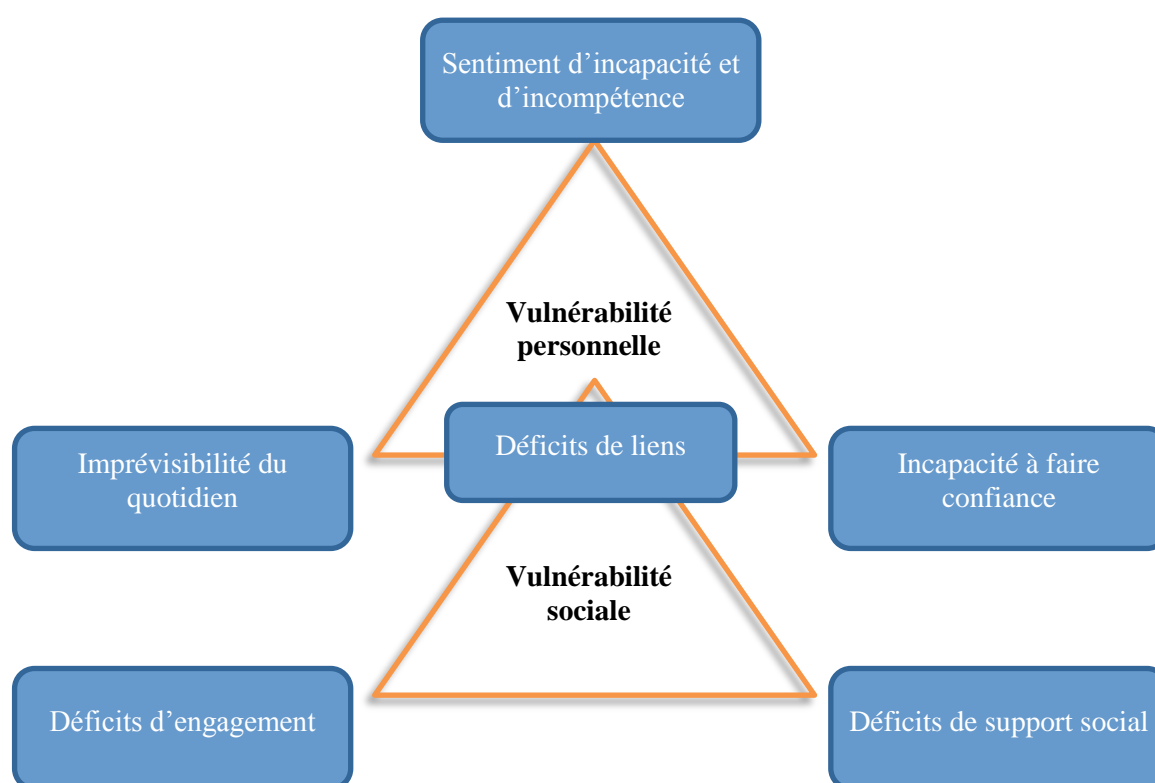 Sentiment d’incapacité et
d’incompétence
Vulnérabilité
personnelle
Déficits de liens
Imprévisibilité du
quotidien
Incapacité à faire
confiance
Vulnérabilité
sociale
Déficits d’engagement
Déficits de support social